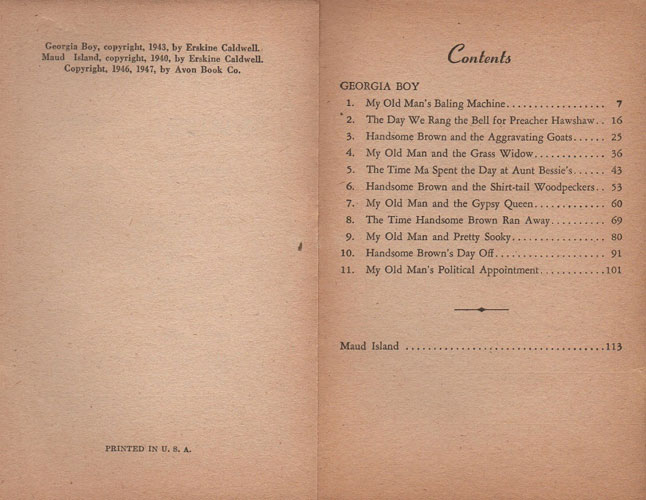 Georgia Boy, copyright, 1943, by Erskine Caldwell.
Maud Island, copyright, 1940, by Erskine Caldwell.
Copyright, 1946, 1947, by Avon Book Co.
PRINTED IN U. S. A.
Contents
GEORGIA BOY
1. My Old Man's Baling Machine.................. 7
2. The Day We Rang the Bell for Preacher Hawshaw.. 16
3. Handsome Brown and the Aggravating Goats...... 25
4. My Old Man and the Grass Widow............ 36
5. The Time Ma Spent the Day at Aunt Bessie's...... 43
6. Handsome Brown and the Shirt-tail Woodpeckers.. 53
7. My Old Man and the Gypsy Queen............ 60
8. The Time Handsome Brown Ran Away......... 69
9. My Old Man and Pretty Sooky................ 80
10. Handsome Brown's Day Off................... 91
11. My Old Man's Political Appointment............101
Maud Island ....................................113